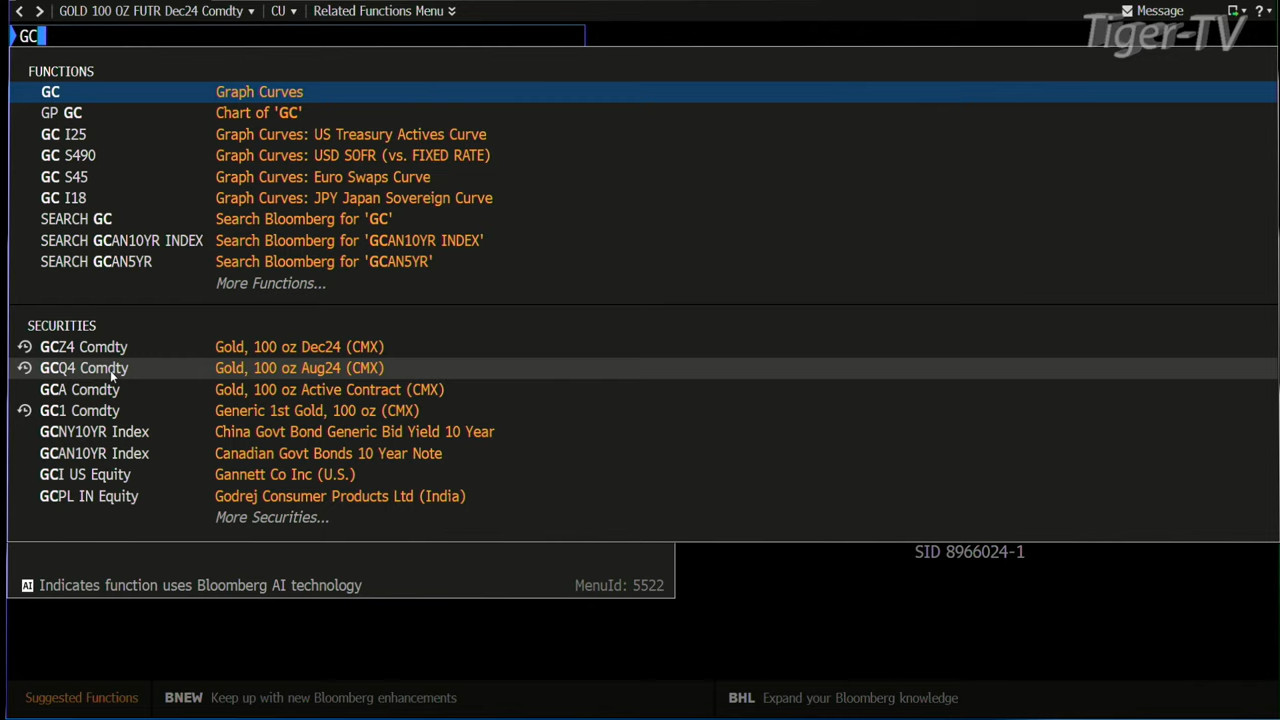 GOLD 100 OZ FUTR Dec24 Comdty CU Related Functions Menu Message ?
Tiger-TV
GC
FUNCTIONS
GC Graph Curves
GP GC Chart of 'GC'
GC I25 Graph Curves: US Treasury Actives Curve
GC S490 Graph Curves: USD SOFR (vs. FIXED RATE)
GC S45 Graph Curves: Euro Swaps Curve
GC I18 Graph Curves: JPY Japan Sovereign Curve
SEARCH GC Search Bloomberg for 'GC'
SEARCH GCAN10YR INDEX Search Bloomberg for 'GCAN10YR INDEX'
SEARCH GCAN5YR Search Bloomberg for 'GCAN5YR'
More Functions...
SECURITIES
GCZ4 Comdty Gold, 100 oz Dec24 (CMX)
GCQ4 Comdty Gold, 100 oz Aug24 (CMX)
GCA Comdty Gold, 100 oz Active Contract (CMX)
GC1 Comdty Generic 1st Gold, 100 oz (CMX)
GCNY10YR Index China Govt Bond Generic Bid Yield 10 Year
GCAN10YR Index Canadian Govt Bonds 10 Year Note
GCI US Equity Gannett Co Inc (U.S.)
GCPL IN Equity Godrej Consumer Products Ltd (India)
More Securities...
SID 8966024-1
AI Indicates function uses Bloomberg AI technology MenuId: 5522
Suggested Functions BNEW Keep up with new Bloomberg enhancements BHL Expand your Bloomberg knowledge